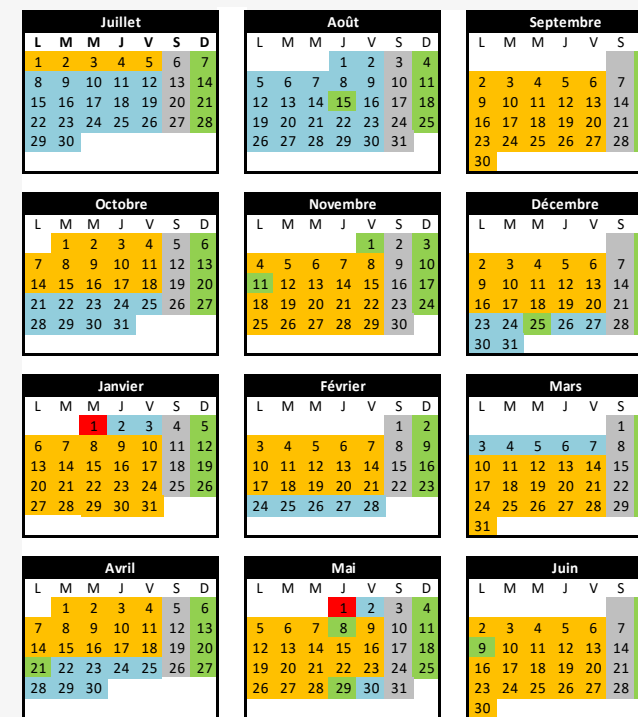 Juillet Août Septembre
L M M J V S D L M M J V S D L M M J V S
1 2 3 4 5 6 7 1 2 3 4 1
8 9 10 11 12 13 14 5 6 7 8 9 10 11 2 3 4 5 6 7
15 16 17 18 19 20 21 12 13 14 15 16 17 18 9 10 11 12 13 14
22 23 24 25 26 27 28 19 20 21 22 23 24 25 16 17 18 19 20 21
29 30 26 27 28 29 30 31 23 24 25 26 27 28
30
Octobre Novembre Décembre
L M M J V S D L M M J V S D L M M J V S
1 2 3 4 5 6 1 2 3
7 8 9 10 11 12 13 4 5 6 7 8 9 10 2 3 4 5 6 7
14 15 16 17 18 19 20 11 12 13 14 15 16 17 9 10 11 12 13 14
21 22 23 24 25 26 27 18 19 20 21 22 23 24 16 17 18 19 20 21
28 29 30 31 25 26 27 28 29 30 23 24 25 26 27 28
30 31
Janvier Février Mars
L M M J V S D L M M J V S D L M M J V S
1 2 3 4 5 1 2 1
6 7 8 9 10 11 12 3 4 5 6 7 8 9 3 4 5 6 7 8
13 14 15 16 17 18 19 10 11 12 13 14 15 16 10 11 12 13 14 15
20 21 22 23 24 25 26 17 18 19 20 21 22 23 17 18 19 20 21 22
27 28 29 30 31 24 25 26 27 28 24 25 26 27 28 29
31
Avril Mai Juin
L M M J V S D L M M J V S D L M M J V S
1 2 3 4 5 6 1 2 3 4
7 8 9 10 11 12 13 5 6 7 8 9 10 11 2 3 4 5 6 7
14 15 16 17 18 19 20 12 13 14 15 16 17 18 9 10 11 12 13 14
21 22 23 24 25 26 27 19 20 21 22 23 24 25 16 17 18 19 20 21
28 29 30 26 27 28 29 30 31 23 24 25 26 27 28
30